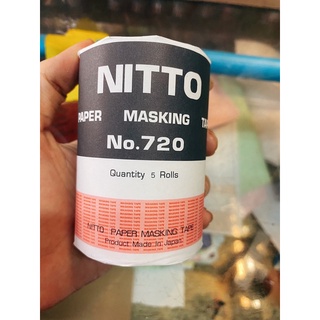 NITTO
PAPER MASKING
No.720
Quantity 5 Rolls
NITTO PAPER MASKING TAPE
Product Made In Japan